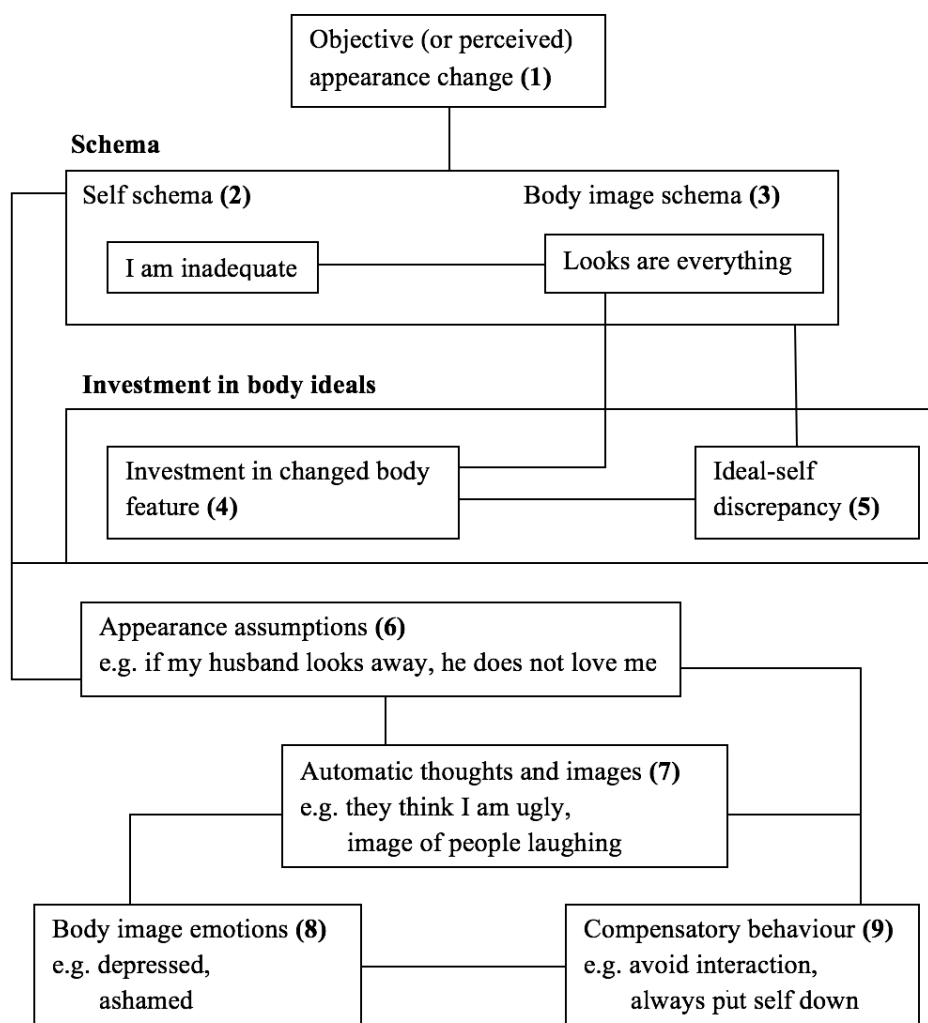 Objective (or perceived)
appearance change (1)
Schema
Self schema (2)
Body image schema (3)
I am inadequate
Looks are everything
Investment in body ideals
Investment in changed body
feature (4)
Ideal-self
discrepancy (5)
Appearance assumptions (6)
e.g. if my husband looks away, he does not love me
Automatic thoughts and images (7)
e.g. they think I am ugly,
image of people laughing
Body image emotions (8)
e.g. depressed,
ashamed
Compensatory behaviour (9)
e.g. avoid interaction,
always put self down